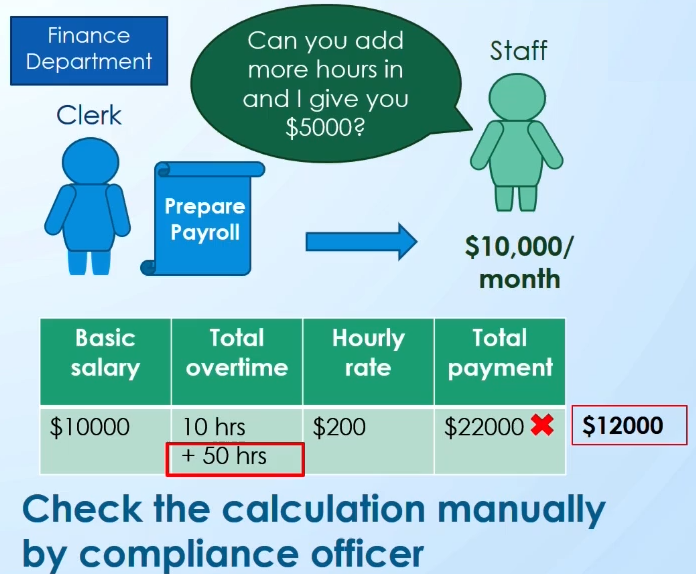 Finance
Department
Can you add
more hours in
and I give you
$5000?
Staff
Clerk
Prepare
Payroll
$10,000/
month
Basic
salary
Total
overtime
Hourly
rate
Total
payment
$10000
10 hrs
+ 50 hrs
$200
$22000
$12000
Check the calculation manually
by compliance officer